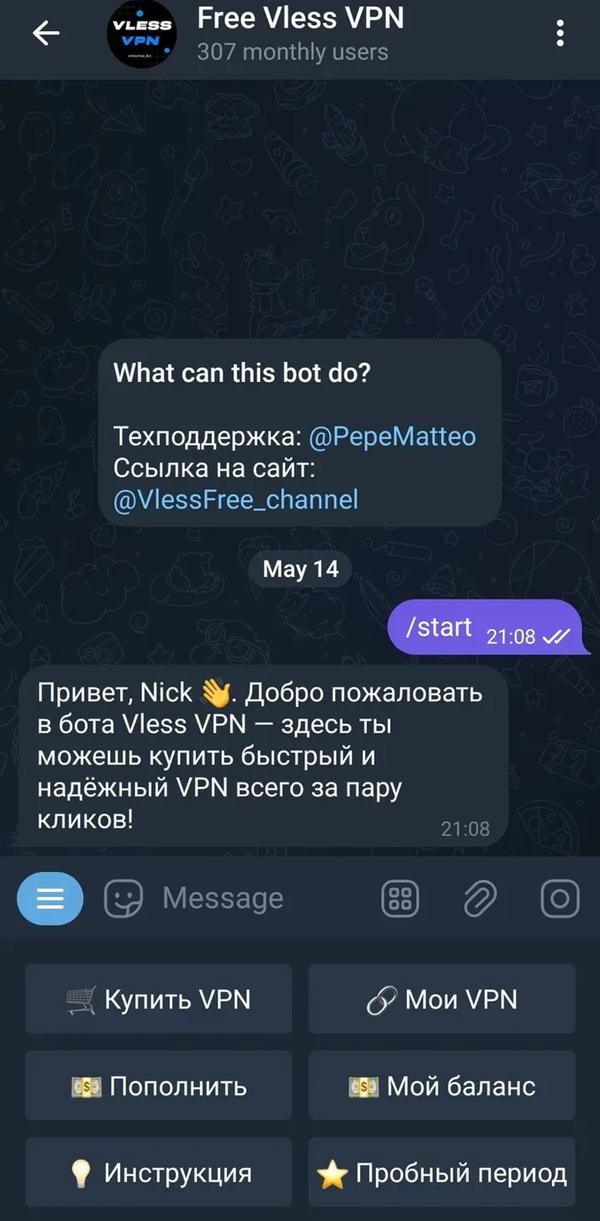 VLESS
VPN
Free Vless VPN
307 monthly users
What can this bot do?
Техподдержка: @PepeMatteo
Ссылка на сайт:
@VlessFree_channel
May 14
/start 21:08
Привет, Nick 👋. Добро пожаловать
в бота Vless VPN — здесь ты
можешь купить быстрый и
надёжный VPN всего за пару
кликов!
21:08
Message
🛒 Купить VPN
🔗 Мои VPN
💵 Пополнить
💵 Мой баланс
💡 Инструкция
⭐ Пробный период